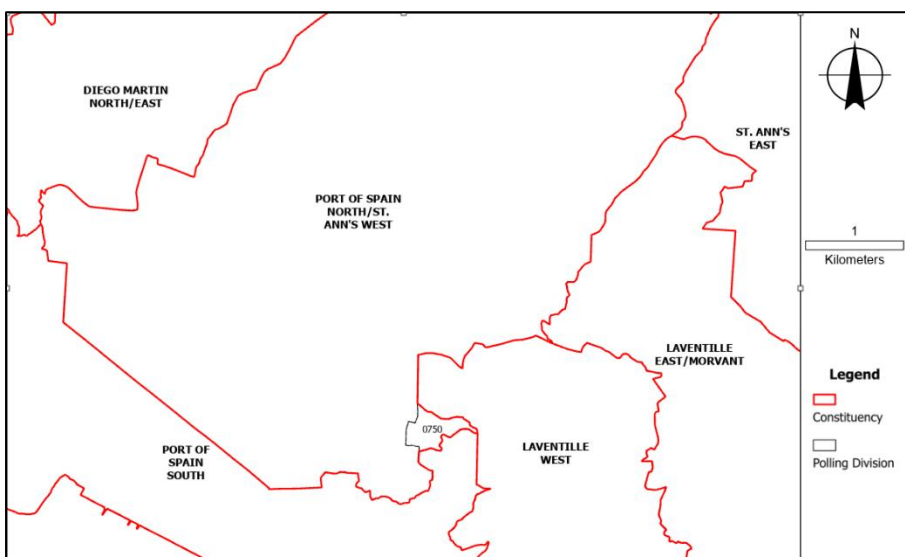 DIEGO MARTIN
NORTH/EAST
PORT OF SPAIN
NORTH/ST.
ANN'S WEST
ST. ANN'S
EAST
LAVENTILLE
EAST/MORVANT
0750
LAVENTILLE
WEST
PORT OF
SPAIN
SOUTH
N
1
Kilometers
Legend
Constituency
Polling Division